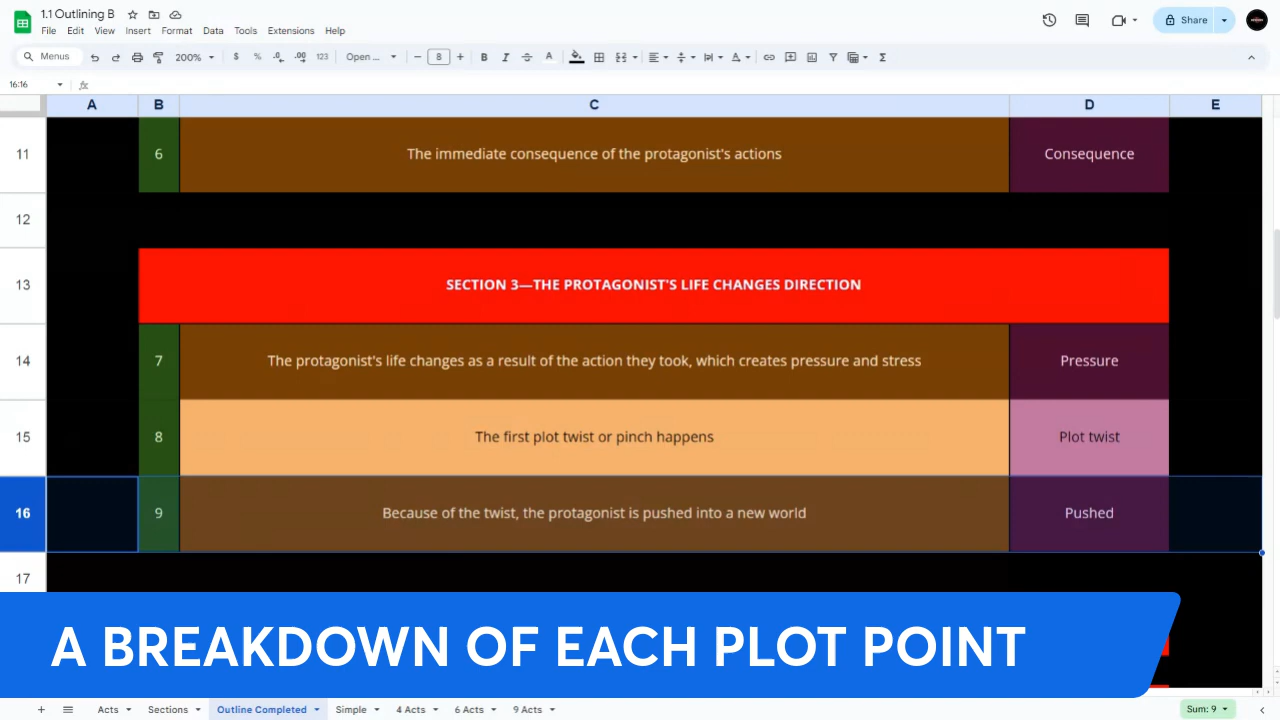 1.1 Outlining B
File Edit View Insert Format Data Tools Extensions Help
Share
Menus 200% $ % .0 .00 123 Open ... 8 B I A
16:16 fx
A B C D E
11 6 The immediate consequence of the protagonist's actions Consequence
12
13 SECTION 3—THE PROTAGONIST'S LIFE CHANGES DIRECTION
14 7 The protagonist's life changes as a result of the action they took, which creates pressure and stress Pressure
15 8 The first plot twist or pinch happens Plot twist
16 9 Because of the twist, the protagonist is pushed into a new world Pushed
17
A BREAKDOWN OF EACH PLOT POINT
Acts Sections Outline Completed Simple 4 Acts 6 Acts 9 Acts Sum: 9